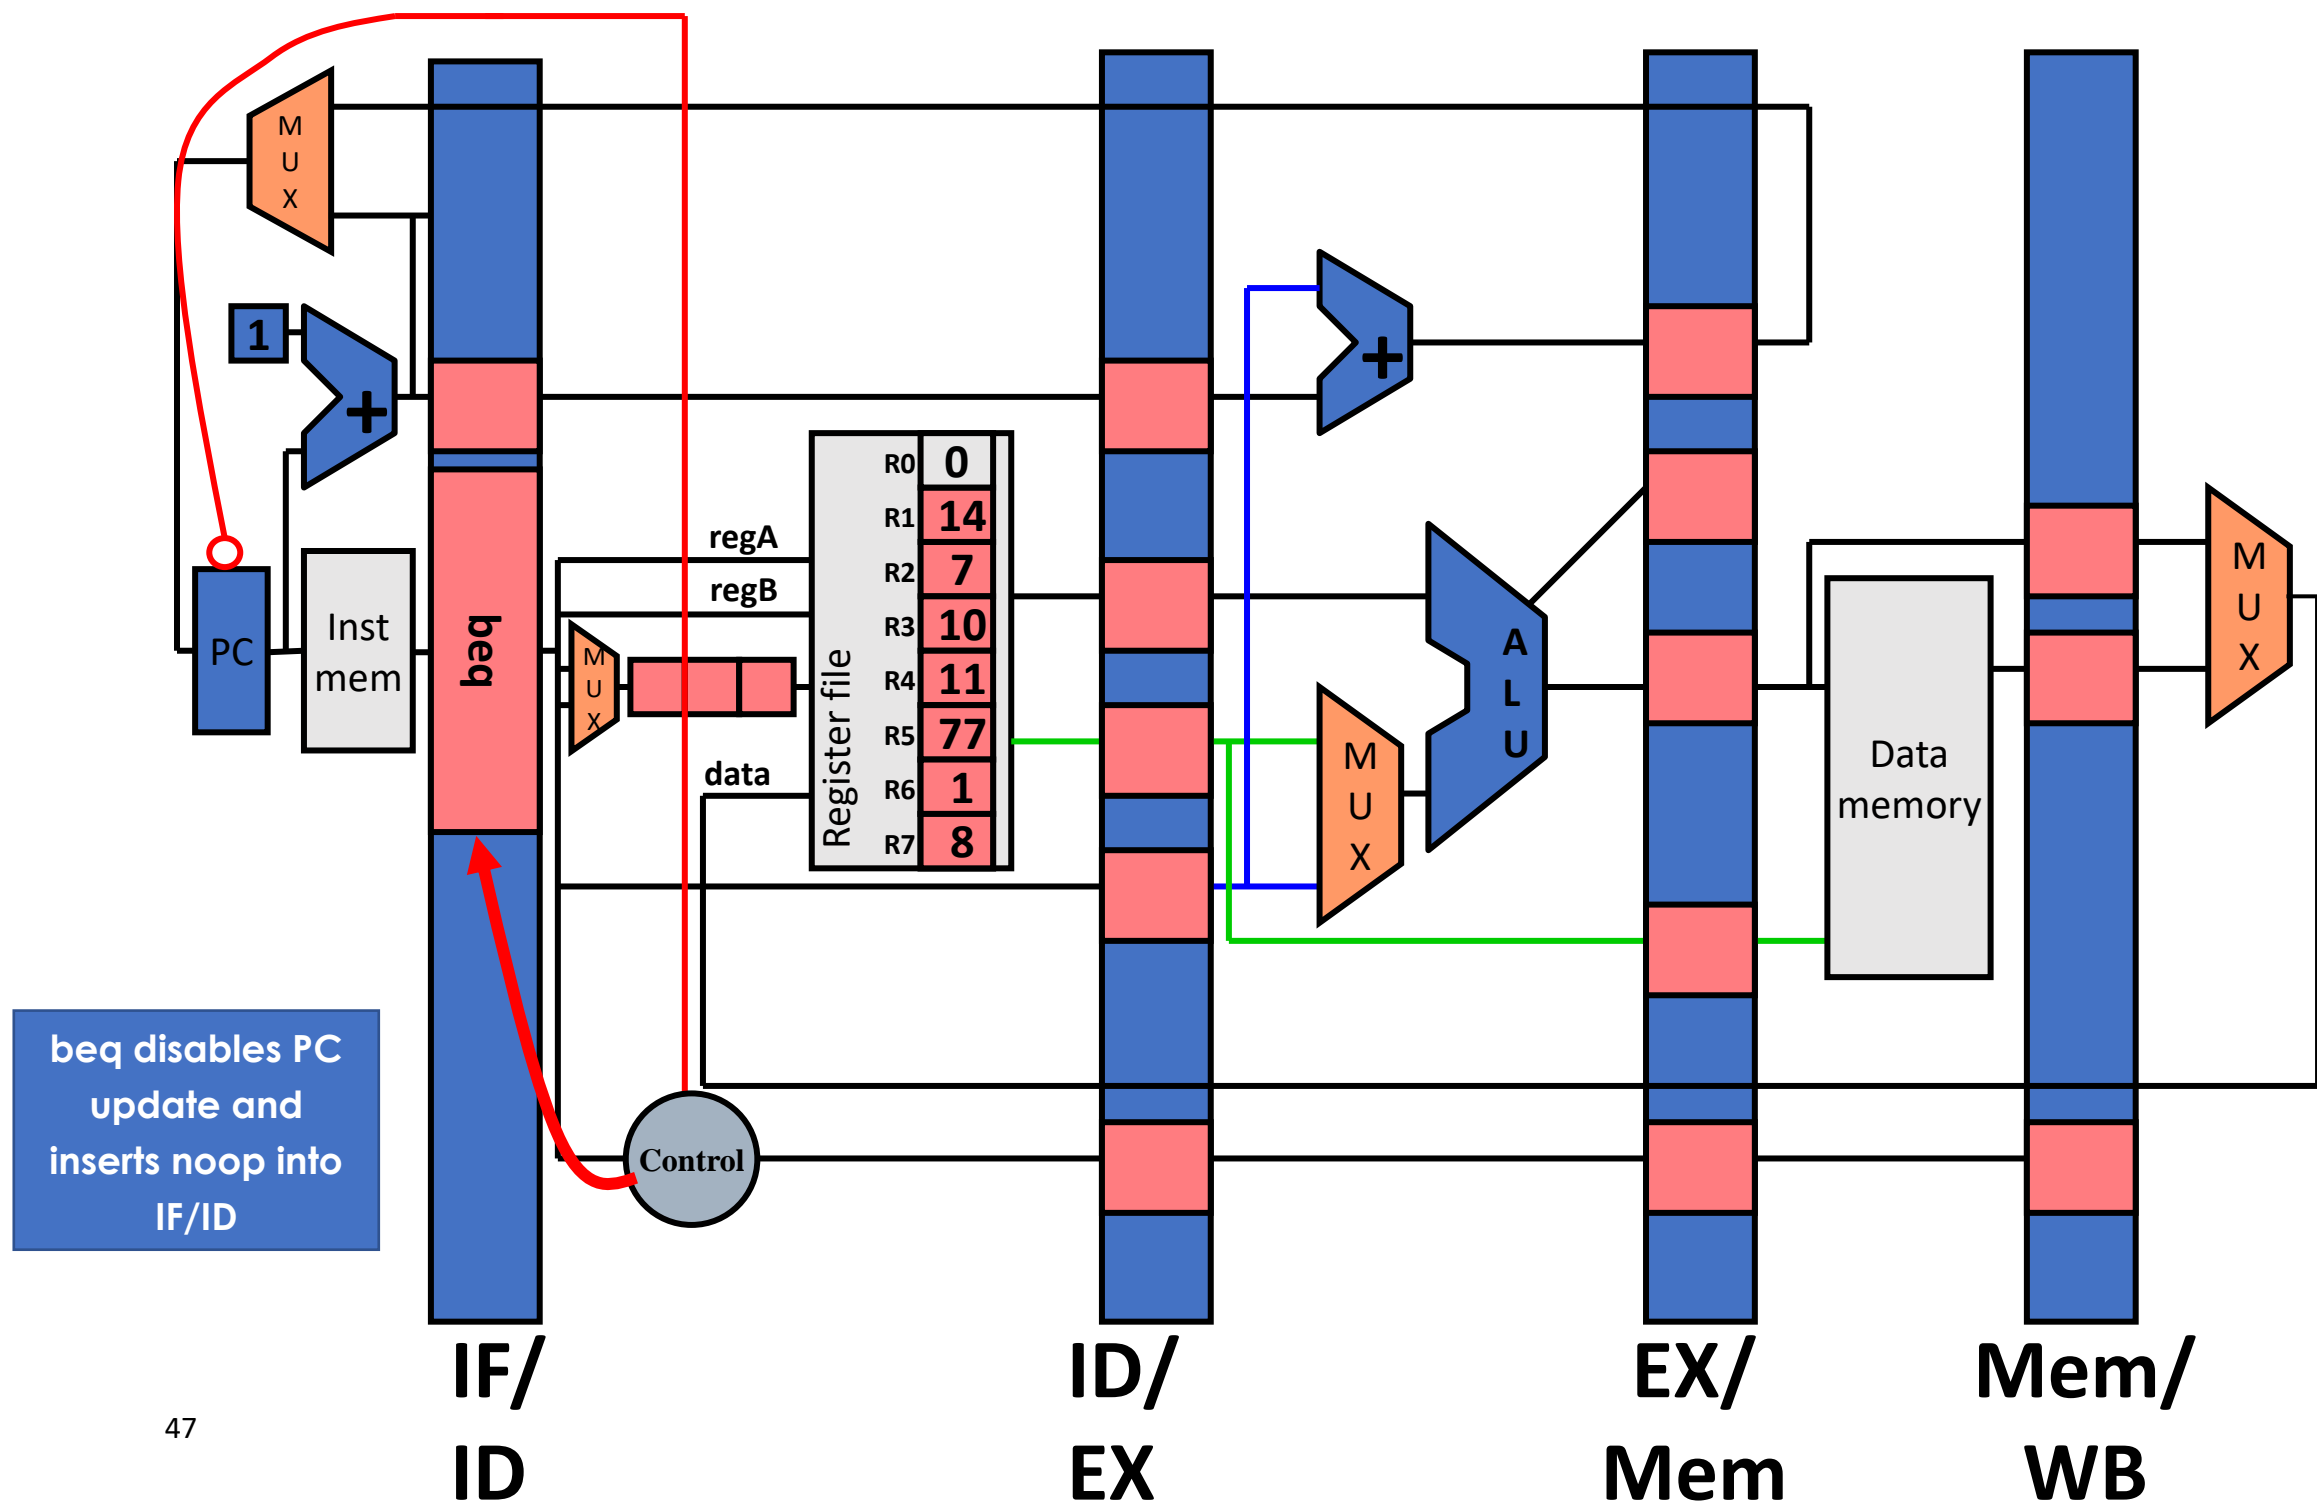 M
U
X
1
+
+
R0 0
R1 14
R2 7
R3 10
R4 11
R5 77
R6 1
R7 8
Register file
regA
regB
data
PC
Inst
mem
beq
M
U
X
A
L
U
M
U
X
Data
memory
M
U
X
Control
beq disables PC
update and
inserts noop into
IF/ID
IF/
ID
ID/
EX
EX/
Mem
Mem/
WB
47